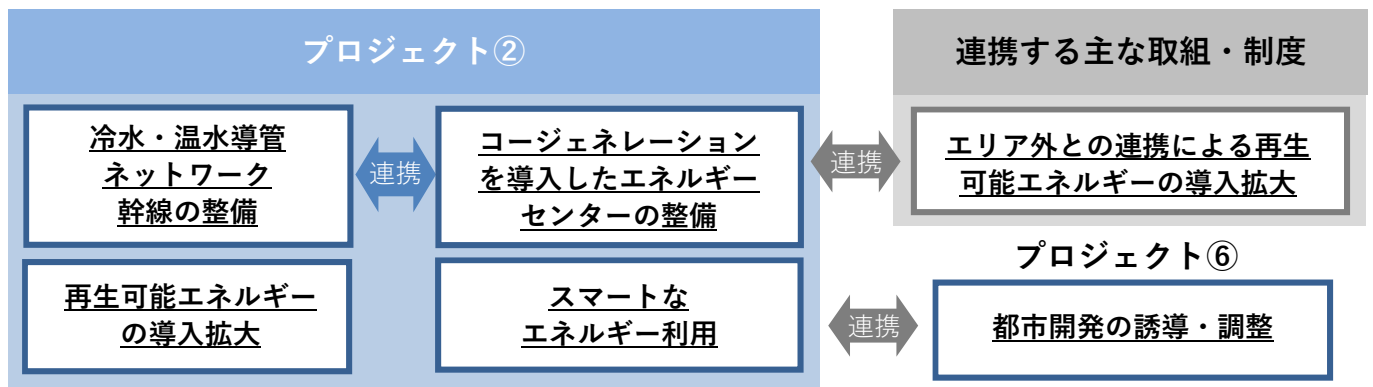 プロジェクト②
冷水・温水導管
ネットワーク
幹線の整備
連携
コージェネレーション
を導入したエネルギー
センターの整備
再生可能エネルギー
の導入拡大
スマートな
エネルギー利用
連携する主な取組・制度
連携
エリア外との連携による再生
可能エネルギーの導入拡大
プロジェクト⑥
連携
都市開発の誘導・調整